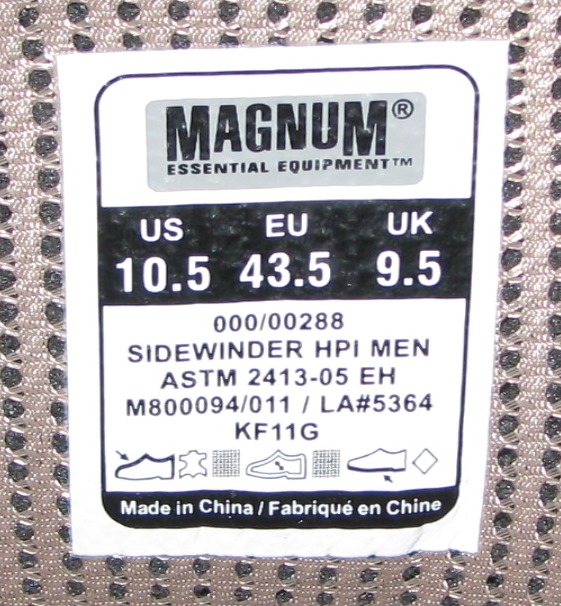 MAGNUM®
ESSENTIAL EQUIPMENT™
US EU UK
10.5 43.5 9.5
000/00288
SIDEWINDER HPI MEN
ASTM 2413-05 EH
M800094/011 / LA#5364
KF11G
Made in China / Fabriqué en Chine